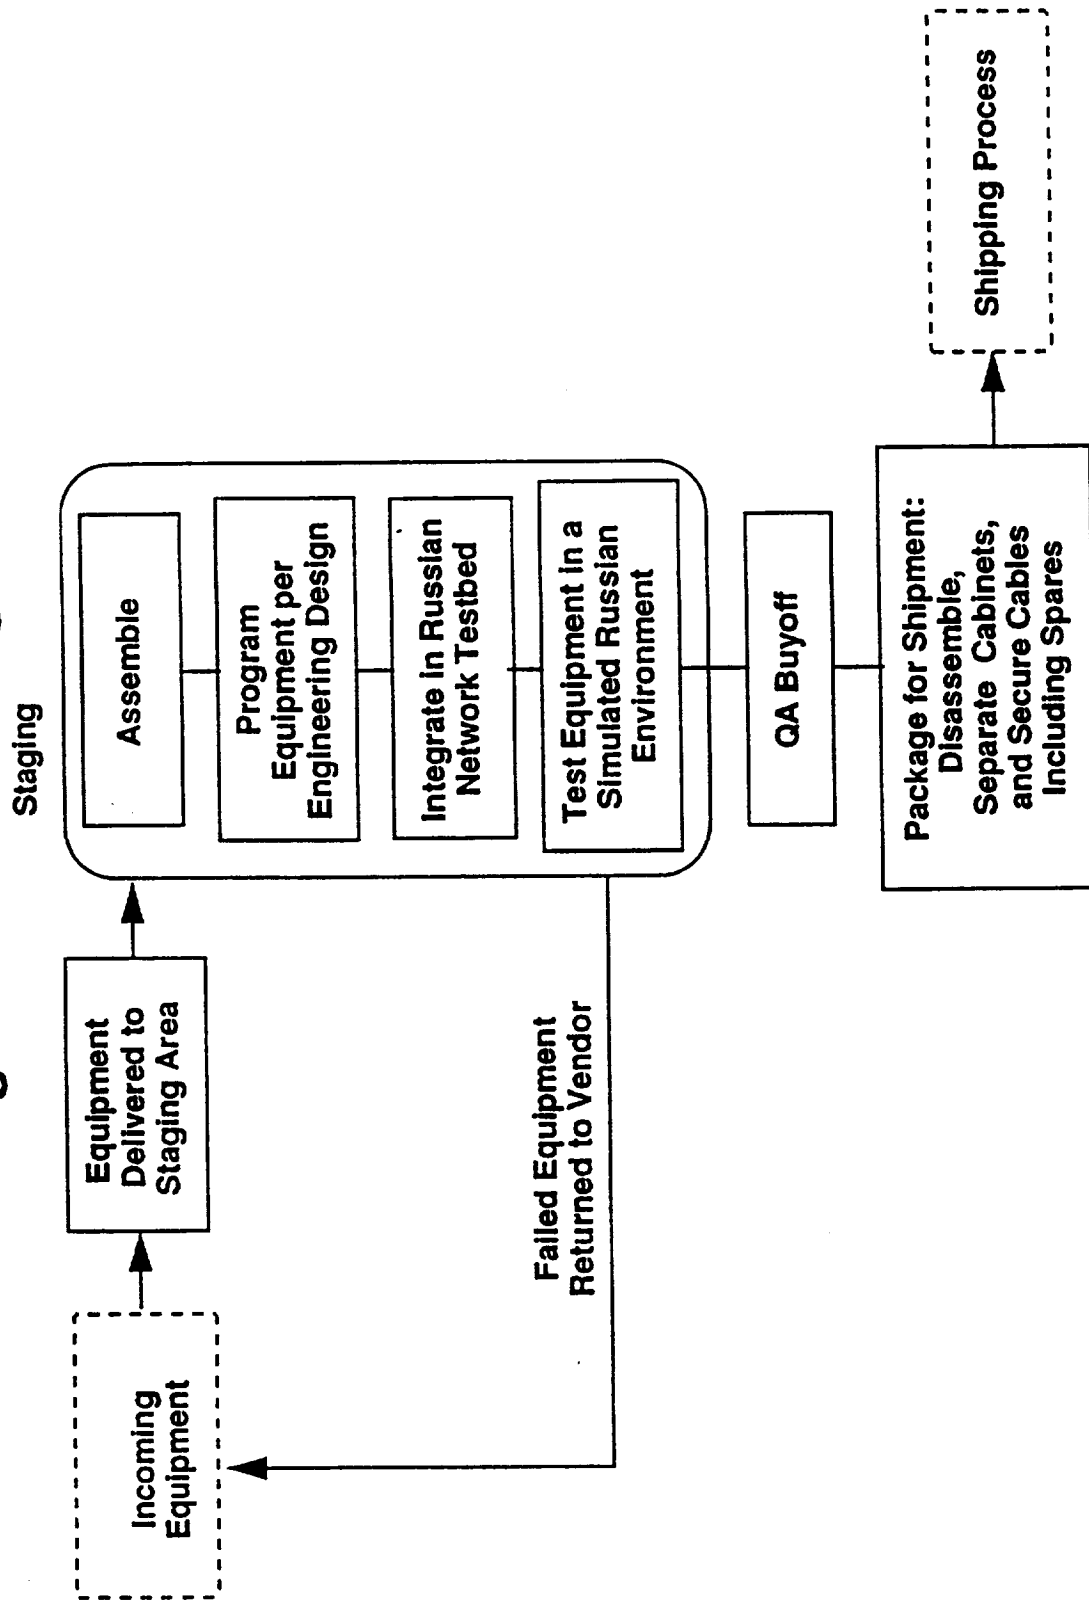 Staging
Incoming
Equipment
Equipment
Delivered to
Staging Area
Assemble
Program
Equipment per
Engineering Design
Integrate in Russian
Network Testbed
Test Equipment in a
Simulated Russian
Environment
Failed Equipment
Returned to Vendor
QA Buyoff
Package for Shipment:
Disassemble,
Separate Cabinets,
and Secure Cables
Including Spares
Shipping Process